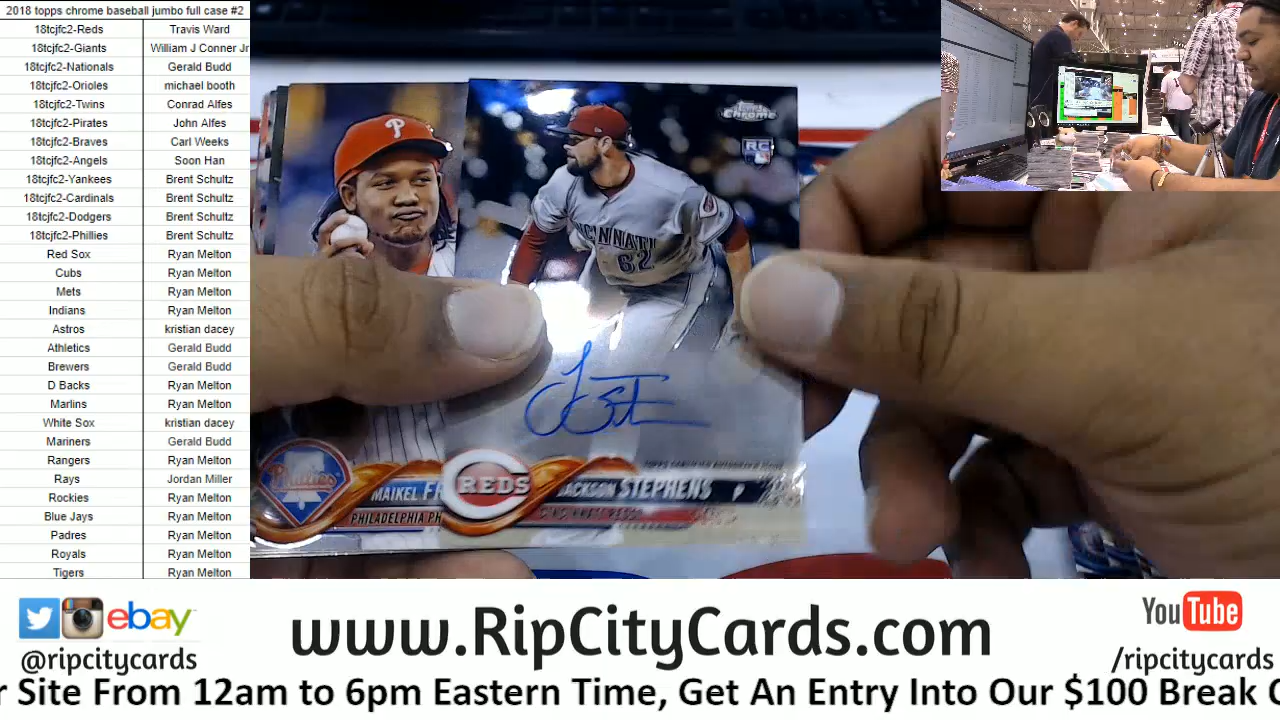 2018 topps chrome baseball jumbo full case #2
18tcjfc2-Reds Travis Ward
18tcjfc2-Giants William J Conner Jr
18tcjfc2-Nationals Gerald Budd
18tcjfc2-Orioles michael booth
18tcjfc2-Twins Conrad Alfes
18tcjfc2-Pirates John Alfes
18tcjfc2-Braves Carl Weeks
18tcjfc2-Angels Soon Han
18tcjfc2-Yankees Brent Schultz
18tcjfc2-Cardinals Brent Schultz
18tcjfc2-Dodgers Brent Schultz
18tcjfc2-Phillies Brent Schultz
Red Sox Ryan Melton
Cubs Ryan Melton
Mets Ryan Melton
Indians Ryan Melton
Astros kristian dacey
Athletics Gerald Budd
Brewers Gerald Budd
D Backs Ryan Melton
Marlins Ryan Melton
White Sox kristian dacey
Mariners Gerald Budd
Rangers Ryan Melton
Rays Jordan Miller
Rockies Ryan Melton
Blue Jays Ryan Melton
Padres Ryan Melton
Royals Ryan Melton
Tigers Ryan Melton
P
CHROME
RC
CINCINNATI
62
Phillies
MAIKEL FR
PHILADELPHIA PH
REDS
JACKSON STEPHENS P
ebay
@ripcitycards
www.RipCityCards.com
YouTube
/ripcitycards
r Site From 12am to 6pm Eastern Time, Get An Entry Into Our $100 Break